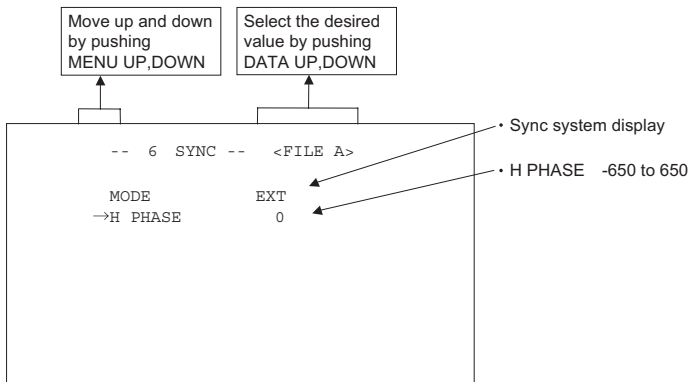 Move up and down
by pushing
MENU UP,DOWN
Select the desired
value by pushing
DATA UP,DOWN
-- 6 SYNC -- <FILE A>
MODE EXT
→H PHASE 0
• Sync system display
• H PHASE -650 to 650